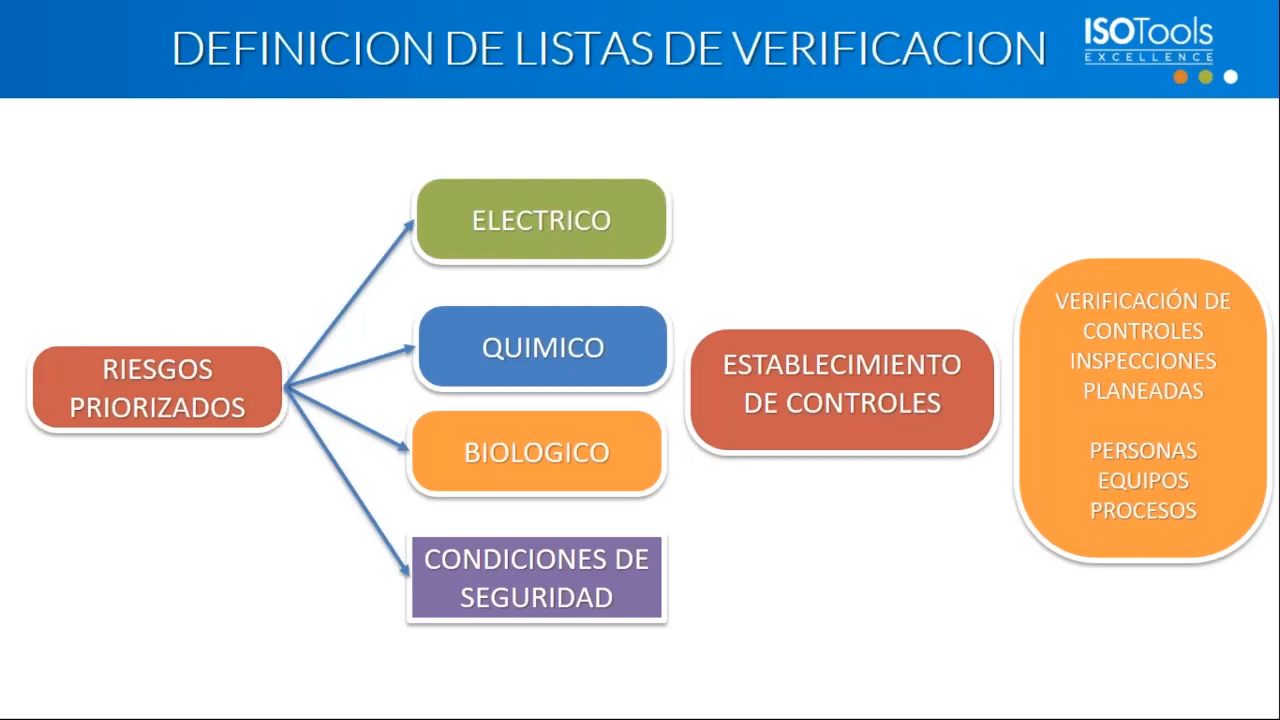 DEFINICION DE LISTAS DE VERIFICACION
ISOTools
EXCELLENCE
ELECTRICO
QUIMICO
BIOLOGICO
CONDICIONES DE
SEGURIDAD
RIESGOS
PRIORIZADOS
ESTABLECIMIENTO
DE CONTROLES
VERIFICACIÓN DE
CONTROLES
INSPECCIONES
PLANEADAS
PERSONAS
EQUIPOS
PROCESOS